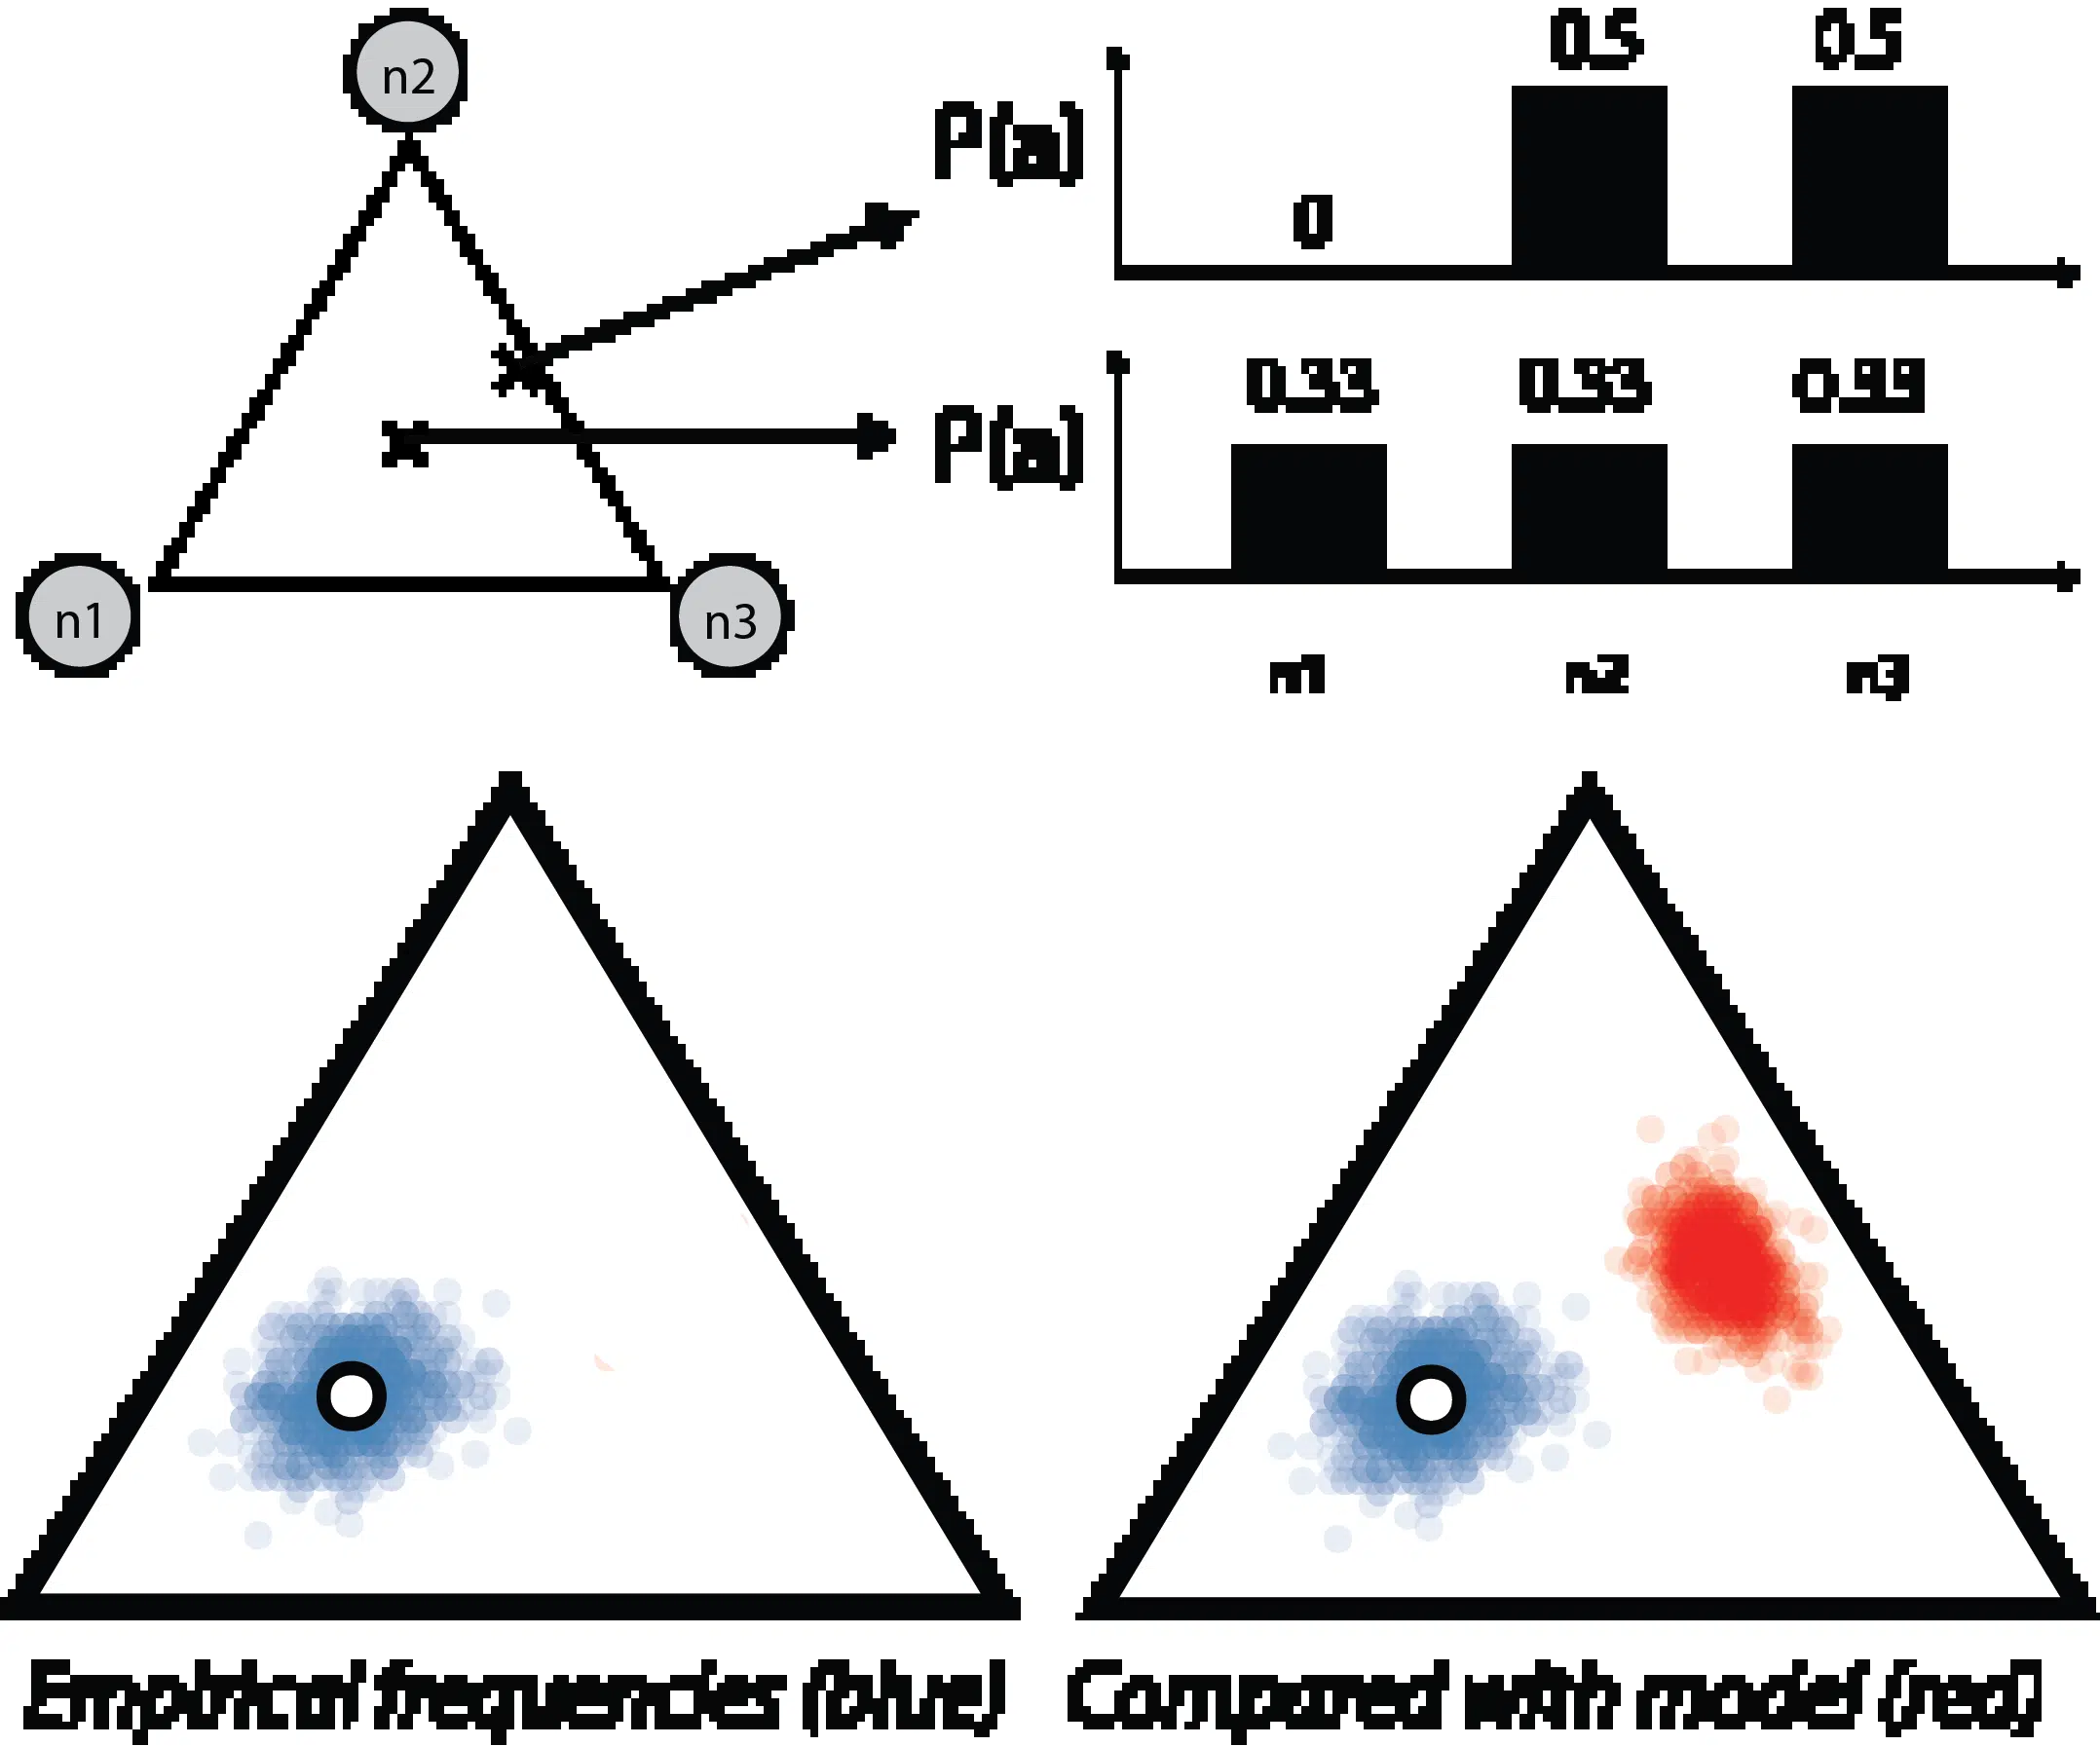 n2
P(a)
0
0.5
0.5
P(a)
0.33
0.33
0.33
n1
n3
n1
n2
n3
Empirical frequencies (blue)
Compared with model (red)